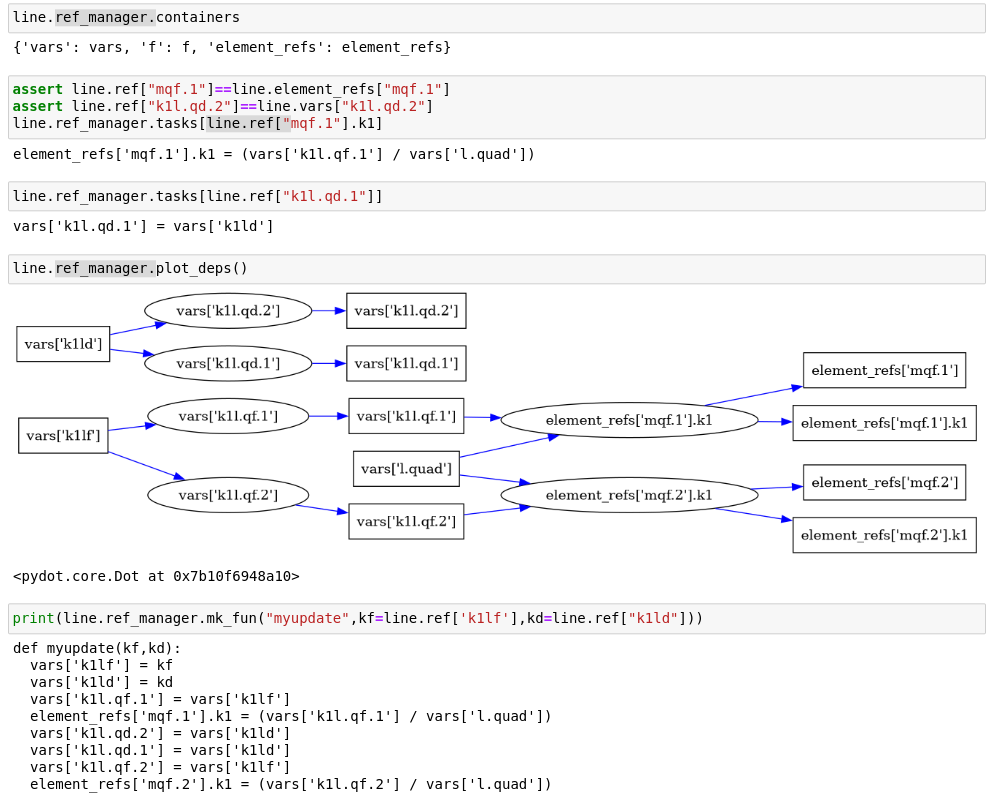 line.ref_manager.containers
{'vars': vars, 'f': f, 'element_refs': element_refs}
assert line.ref["mqf.1"]==line.element_refs["mqf.1"]
assert line.ref["k1l.qd.2"]==line.vars["k1l.qd.2"]
line.ref_manager.tasks[line.ref["mqf.1"].k1]
element_refs['mqf.1'].k1 = (vars['k1l.qf.1'] / vars['l.quad'])
line.ref_manager.tasks[line.ref["k1l.qd.1"]]
vars['k1l.qd.1'] = vars['k1ld']
line.ref_manager.plot_deps()
vars['k1ld']
vars['k1l.qd.2']
vars['k1l.qd.2']
vars['k1l.qd.1']
vars['k1l.qd.1']
vars['k1lf']
vars['k1l.qf.1']
vars['k1l.qf.1']
vars['l.quad']
vars['k1l.qf.2']
vars['k1l.qf.2']
element_refs['mqf.1'].k1
element_refs['mqf.2'].k1
element_refs['mqf.1']
element_refs['mqf.1'].k1
element_refs['mqf.2']
element_refs['mqf.2'].k1
<pydot.core.Dot at 0x7b10f6948a10>
print(line.ref_manager.mk_fun("myupdate",kf=line.ref['k1lf'],kd=line.ref["k1ld"]))
def myupdate(kf,kd):
  vars['k1lf'] = kf
  vars['k1ld'] = kd
  vars['k1l.qf.1'] = vars['k1lf']
  element_refs['mqf.1'].k1 = (vars['k1l.qf.1'] / vars['l.quad'])
  vars['k1l.qd.2'] = vars['k1ld']
  vars['k1l.qd.1'] = vars['k1ld']
  vars['k1l.qf.2'] = vars['k1lf']
  element_refs['mqf.2'].k1 = (vars['k1l.qf.2'] / vars['l.quad'])